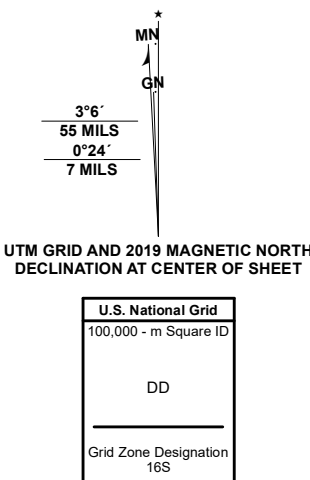 MN
GN
3°6´
55 MILS
0°24´
7 MILS
UTM GRID AND 2019 MAGNETIC NORTH
DECLINATION AT CENTER OF SHEET
U.S. National Grid
100,000 - m Square ID
DD
Grid Zone Designation
16S